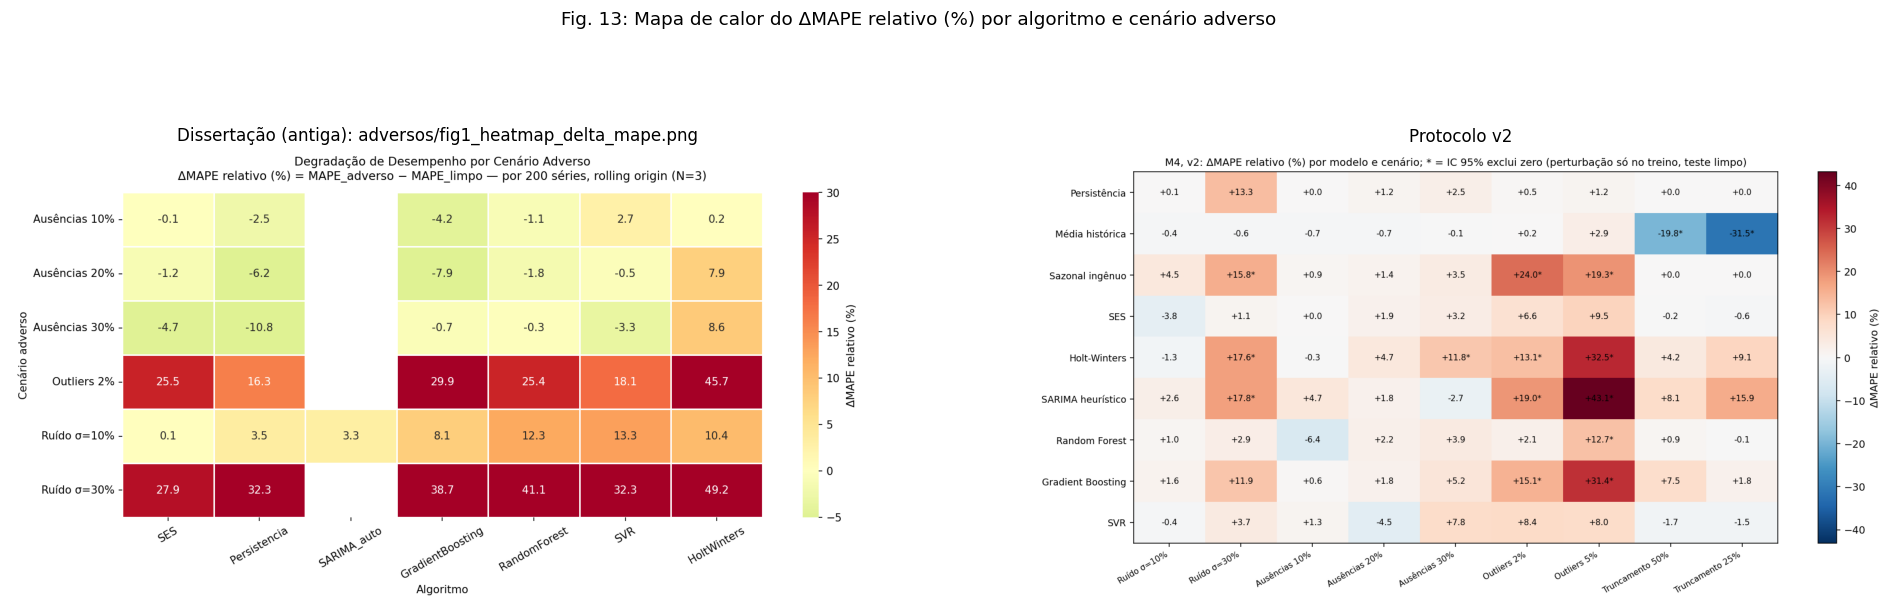 Fig. 13: Mapa de calor do ΔMAPE relativo (%) por algoritmo e cenário adverso
Dissertação (antiga): adversos/fig1_heatmap_delta_mape.png
Degradação de Desempenho por Cenário Adverso
ΔMAPE relativo (%) = MAPE_adverso − MAPE_limpo — por 200 séries, rolling origin (N=3)
Cenário adverso
Ausências 10% -0.1 -2.5 -4.2 -1.1 2.7 0.2
Ausências 20% -1.2 -6.2 -7.9 -1.8 -0.5 7.9
Ausências 30% -4.7 -10.8 -0.7 -0.3 -3.3 8.6
Outliers 2% 25.5 16.3 29.9 25.4 18.1 45.7
Ruído σ=10% 0.1 3.5 3.3 8.1 12.3 13.3 10.4
Ruído σ=30% 27.9 32.3 38.7 41.1 32.3 49.2
SES Persistencia SARIMA_auto GradientBoosting RandomForest SVR HoltWinters
Algoritmo
30
25
20
15
10
5
0
−5
ΔMAPE relativo (%)
Protocolo v2
M4, v2: ΔMAPE relativo (%) por modelo e cenário; * = IC 95% exclui zero (perturbação só no treino, teste limpo)
Persistência +0.1 +13.3 +0.0 +1.2 +2.5 +0.5 +1.2 +0.0 +0.0
Média histórica -0.4 -0.6 -0.7 -0.7 -0.1 +0.2 +2.9 -19.8* -31.5*
Sazonal ingênuo +4.5 +15.8* +0.9 +1.4 +3.5 +24.0* +19.3* +0.0 +0.0
SES -3.8 +1.1 +0.0 +1.9 +3.2 +6.6 +9.5 -0.2 -0.6
Holt-Winters -1.3 +17.6* -0.3 +4.7 +11.8* +13.1* +32.5* +4.2 +9.1
SARIMA heurístico +2.6 +17.8* +4.7 +1.8 -2.7 +19.0* +43.1* +8.1 +15.9
Random Forest +1.0 +2.9 -6.4 +2.2 +3.9 +2.1 +12.7* +0.9 -0.1
Gradient Boosting +1.6 +11.9 +0.6 +1.8 +5.2 +15.1* +31.4* +7.5 +1.8
SVR -0.4 +3.7 +1.3 -4.5 +7.8 +8.4 +8.0 -1.7 -1.5
Ruído σ=10% Ruído σ=30% Ausências 10% Ausências 20% Ausências 30% Outliers 2% Outliers 5% Truncamento 50% Truncamento 25%
40
30
20
10
0
−10
−20
−30
−40
ΔMAPE relativo (%)